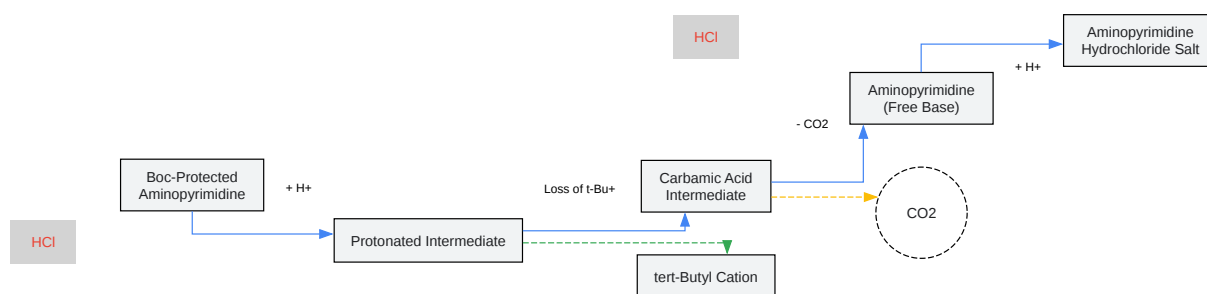 HCl
Boc-Protected
Aminopyrimidine
+ H+
Protonated Intermediate
Loss of t-Bu+
tert-Butyl Cation
Carbamic Acid
Intermediate
- CO2
CO2
HCl
Aminopyrimidine
(Free Base)
+ H+
Aminopyrimidine
Hydrochloride Salt